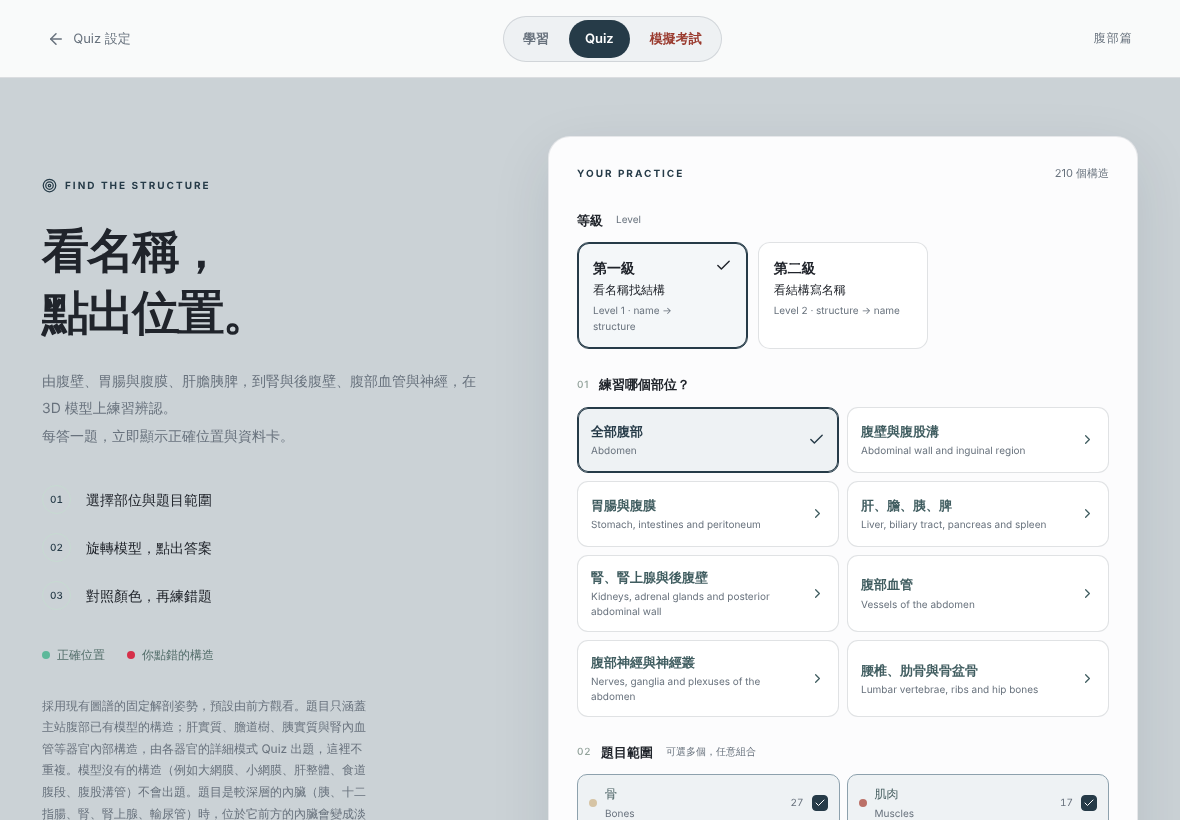 Quiz 設定
學習
Quiz
模擬考試
腹部篇
FIND THE STRUCTURE
看名稱，
點出位置。
由腹壁、胃腸與腹膜、肝膽胰脾，到腎與後腹壁、腹部血管與神經，在
3D 模型上練習辨認。
每答一題，立即顯示正確位置與資料卡。
01 選擇部位與題目範圍
02 旋轉模型，點出答案
03 對照顏色，再練錯題
正確位置
你點錯的構造
採用現有圖譜的固定解剖姿勢，預設由前方觀看。題目只涵蓋
主站腹部已有模型的構造；肝實質、膽道樹、胰實質與腎內血
管等器官內部構造，由各器官的詳細模式 Quiz 出題，這裡不
重複。模型沒有的構造（例如大網膜、小網膜、肝整體、食道
腹段、腹股溝管）不會出題。題目是較深層的內臟（胰、十二
指腸、腎、腎上腺、輸尿管）時，位於它前方的內臟會變成淡
YOUR PRACTICE
210 個構造
等級 Level
第一級
看名稱找結構
Level 1 · name →
structure
第二級
看結構寫名稱
Level 2 · structure → name
01 練習哪個部位？
全部腹部
Abdomen
腹壁與腹股溝
Abdominal wall and inguinal region
胃腸與腹膜
Stomach, intestines and peritoneum
肝、膽、胰、脾
Liver, biliary tract, pancreas and spleen
腎、腎上腺與後腹壁
Kidneys, adrenal glands and posterior
abdominal wall
腹部血管
Vessels of the abdomen
腹部神經與神經叢
Nerves, ganglia and plexuses of the
abdomen
腰椎、肋骨與骨盆骨
Lumbar vertebrae, ribs and hip bones
02 題目範圍 可選多個，任意組合
骨
Bones
27
肌肉
Muscles
17